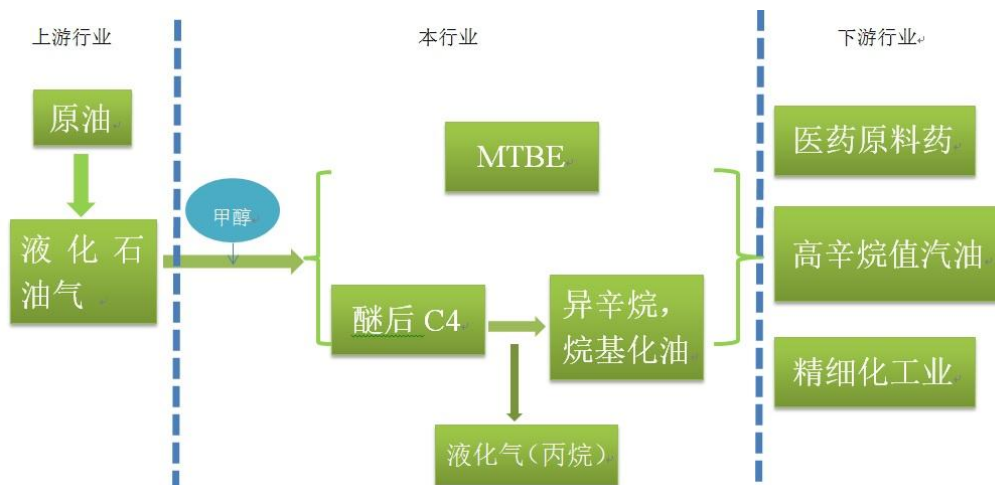 上游行业
本行业
下游行业
原油
液化石
油气
甲醇
MTBE
醚后 C4
异辛烷，
烷基化油
液化气（丙烷）
医药原料药
高辛烷值汽油
精细化工业